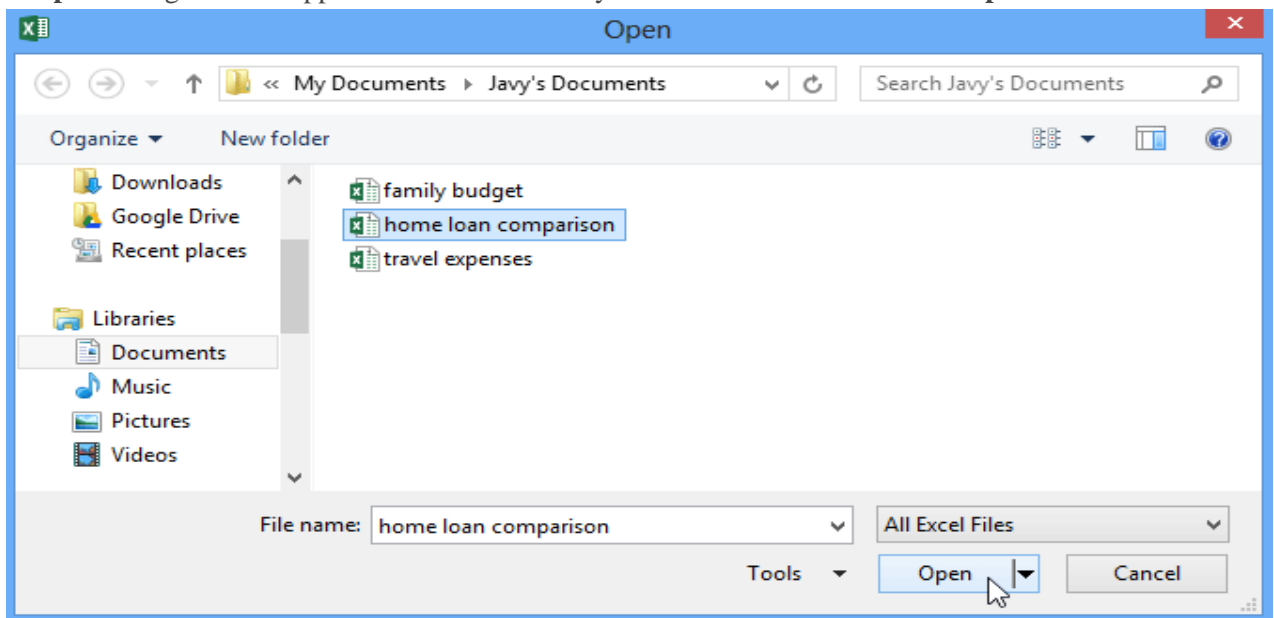 Open
« My Documents Javy's Documents
Search Javy's Documents
Organize
New folder
Downloads
Google Drive
Recent places
Libraries
Documents
Music
Pictures
Videos
family budget
home loan comparison
travel expenses
File name: home loan comparison
All Excel Files
Tools
Open
Cancel